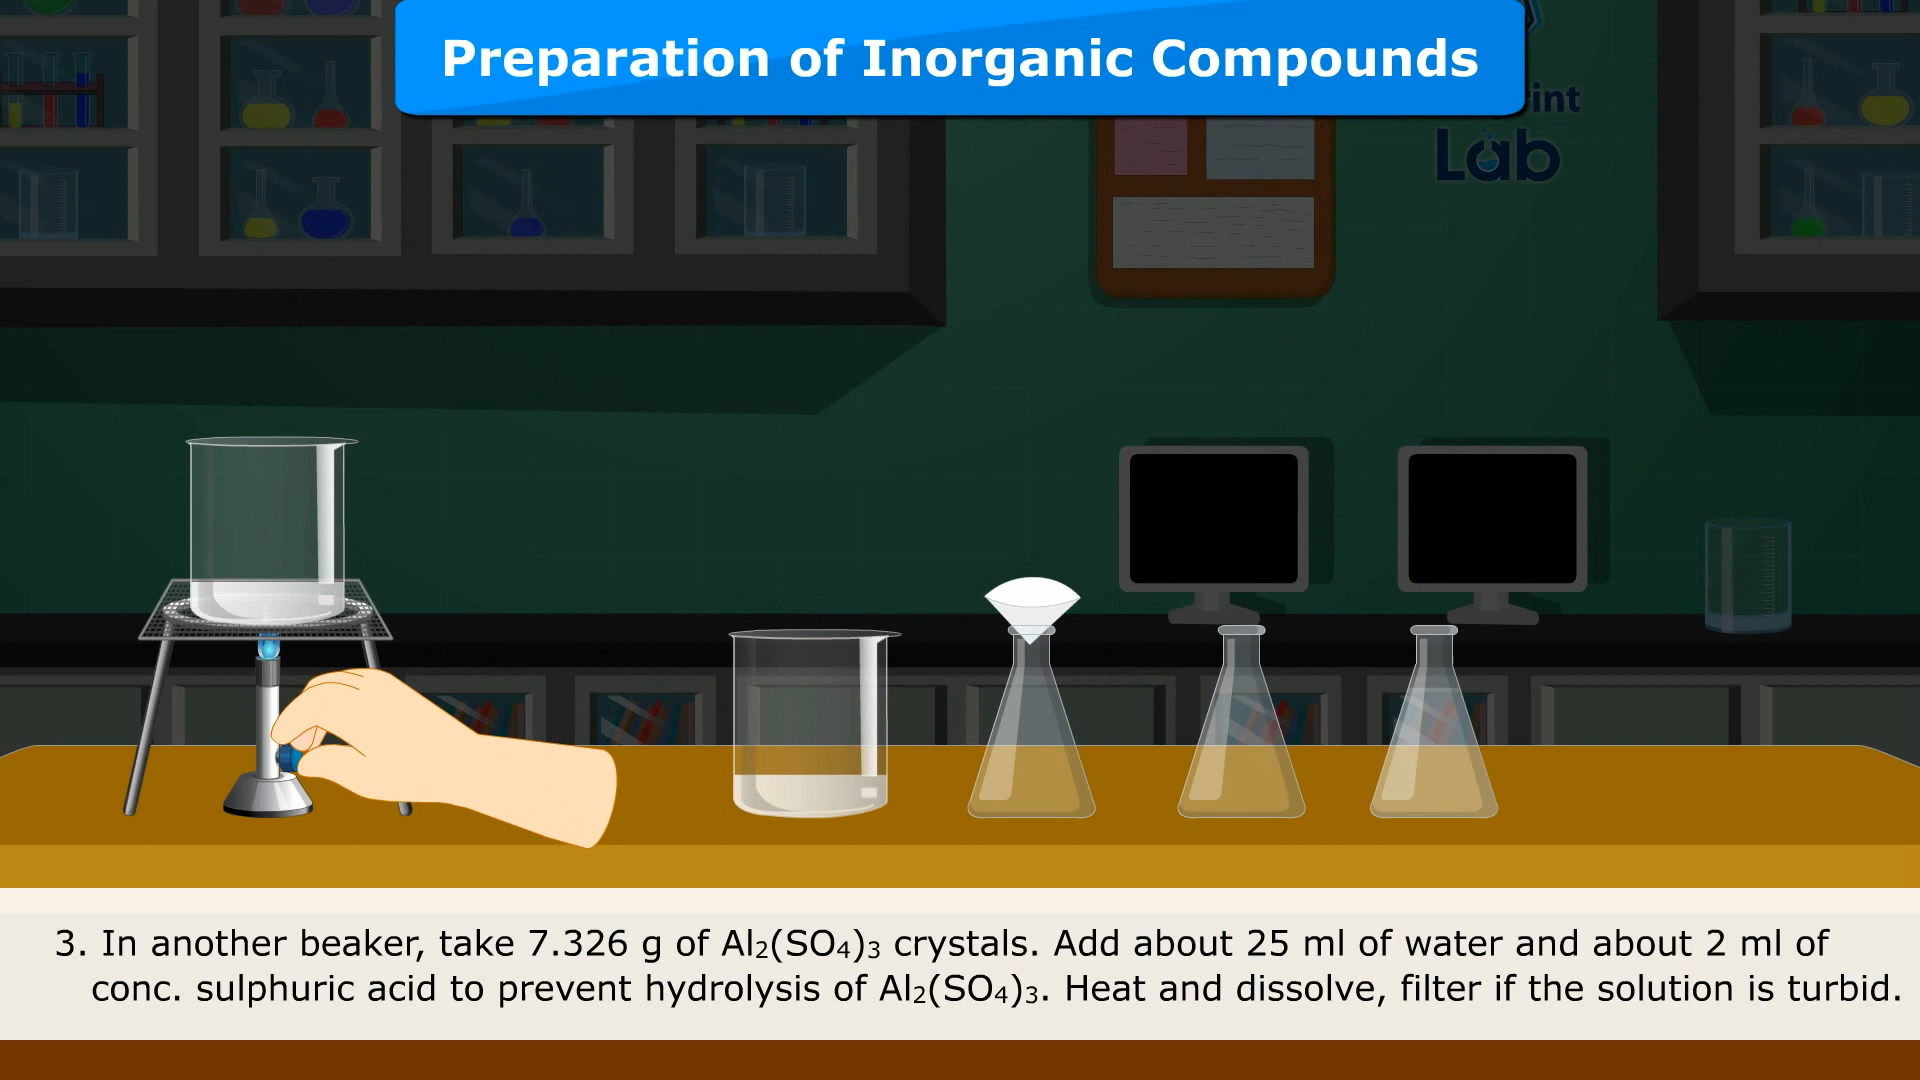 Preparation of Inorganic Compounds
int
Lab
3. In another beaker, take 7.326 g of Al₂(SO₄)₃ crystals. Add about 25 ml of water and about 2 ml of
conc. sulphuric acid to prevent hydrolysis of Al₂(SO₄)₃. Heat and dissolve, filter if the solution is turbid.